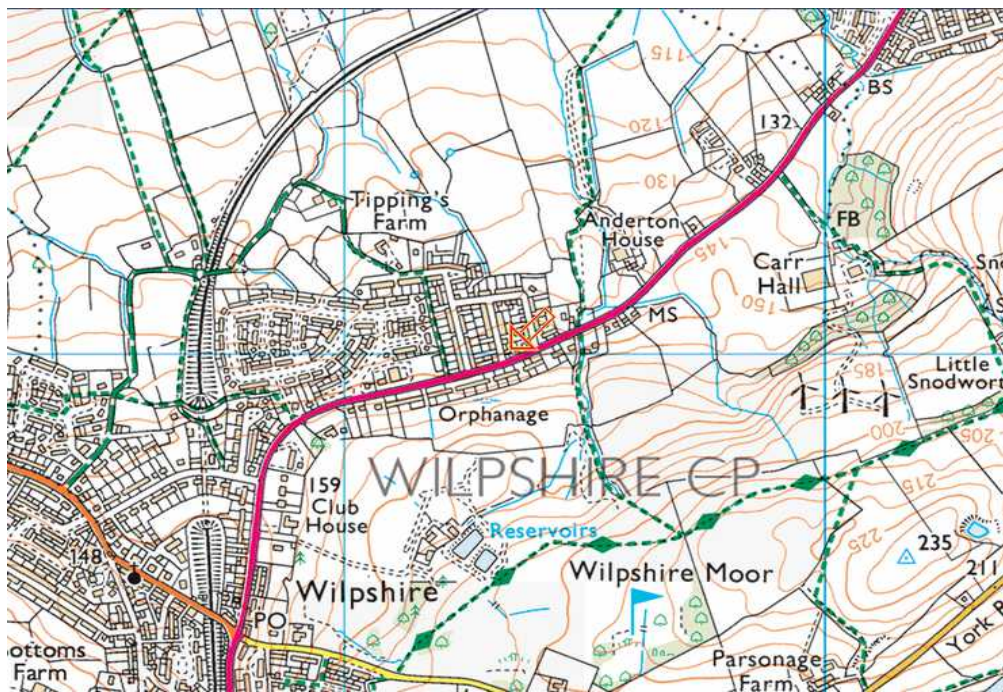 115
BS
132
120
130
Tipping's
Farm
Anderton
House
FB
145
Carr
Hall
150
MS
185
Little
Orphanage
200
205
WILPSHIRE CP
215
159
Club
House
Reservoirs
225
235
148
Wilpshire
Wilpshire Moor
211
PO
York
Parsonage
Farm
Farm